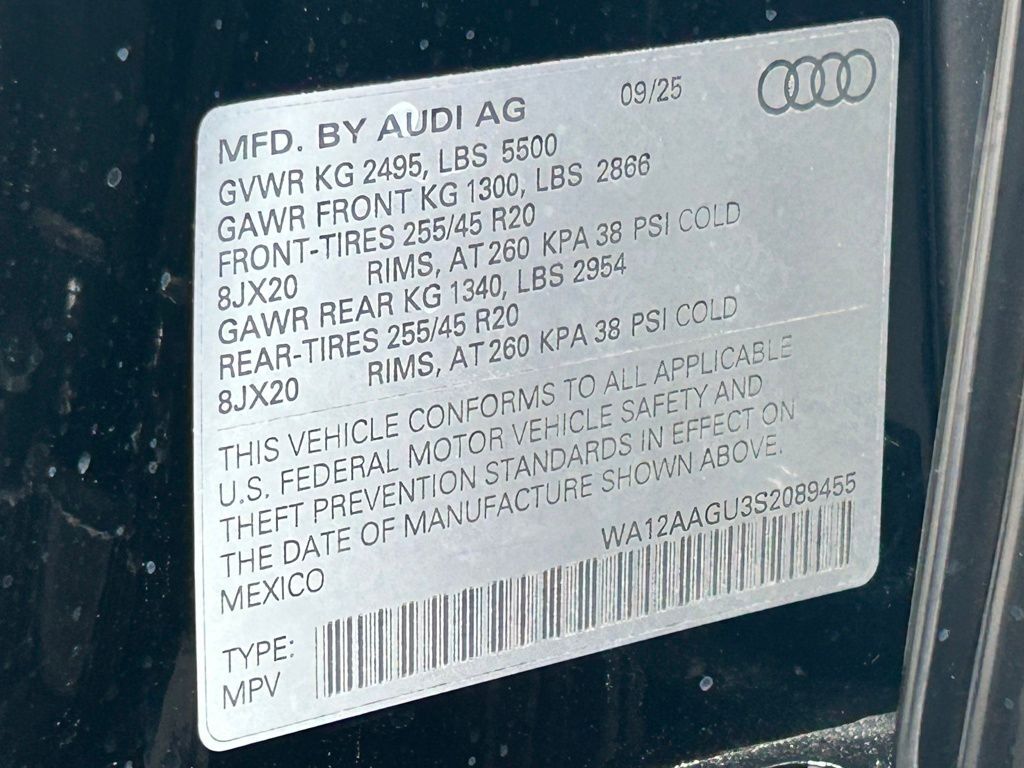 MFD. BY AUDI AG 09/25
GVWR KG 2495, LBS 5500
GAWR FRONT KG 1300, LBS 2866
FRONT-TIRES 255/45 R20
8JX20 RIMS, AT 260 KPA 38 PSI COLD
GAWR REAR KG 1340, LBS 2954
REAR-TIRES 255/45 R20
8JX20 RIMS, AT 260 KPA 38 PSI COLD
THIS VEHICLE CONFORMS TO ALL APPLICABLE
U.S. FEDERAL MOTOR VEHICLE SAFETY AND
THEFT PREVENTION STANDARDS IN EFFECT ON
THE DATE OF MANUFACTURE SHOWN ABOVE.
MEXICO WA12AAGU3S2089455
TYPE:
MPV